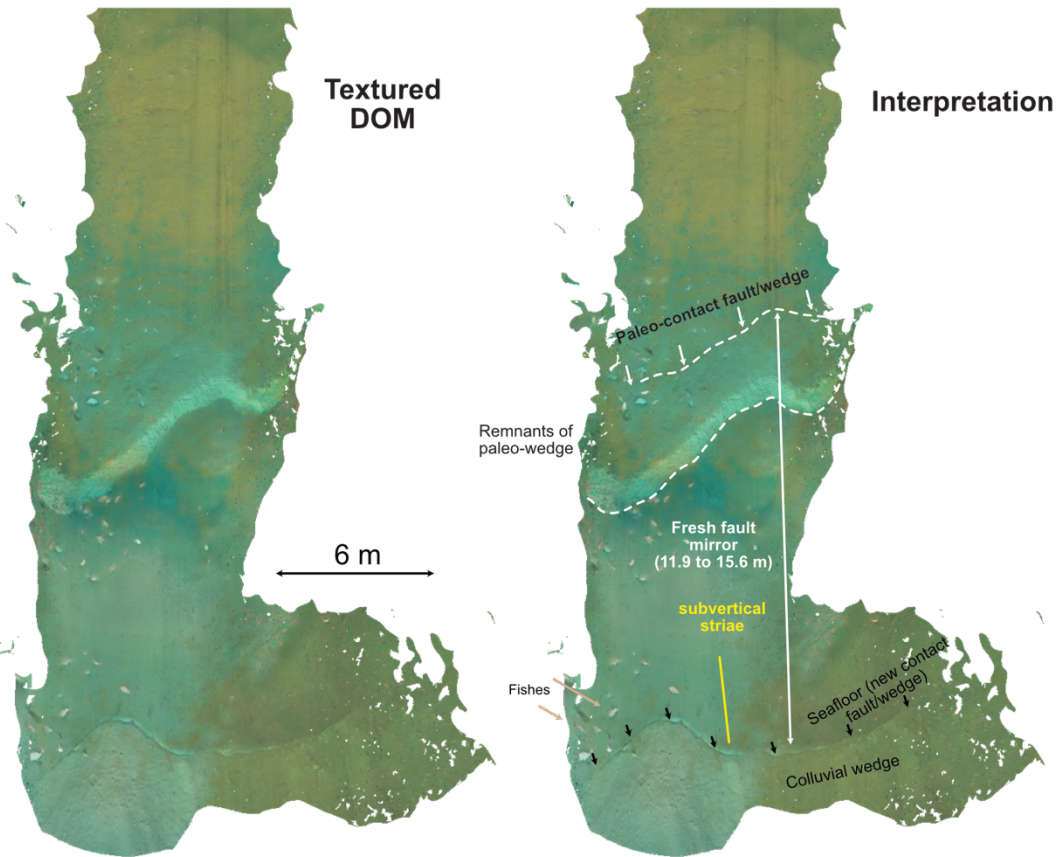 Textured
DOM
Interpretation
Paleo-contact fault/wedge
Remnants of
paleo-wedge
Fresh fault
mirror
(11.9 to 15.6 m)
6 m
subvertical
striae
Fishes
Seafloor (new contact
fault/wedge)
Colluvial wedge